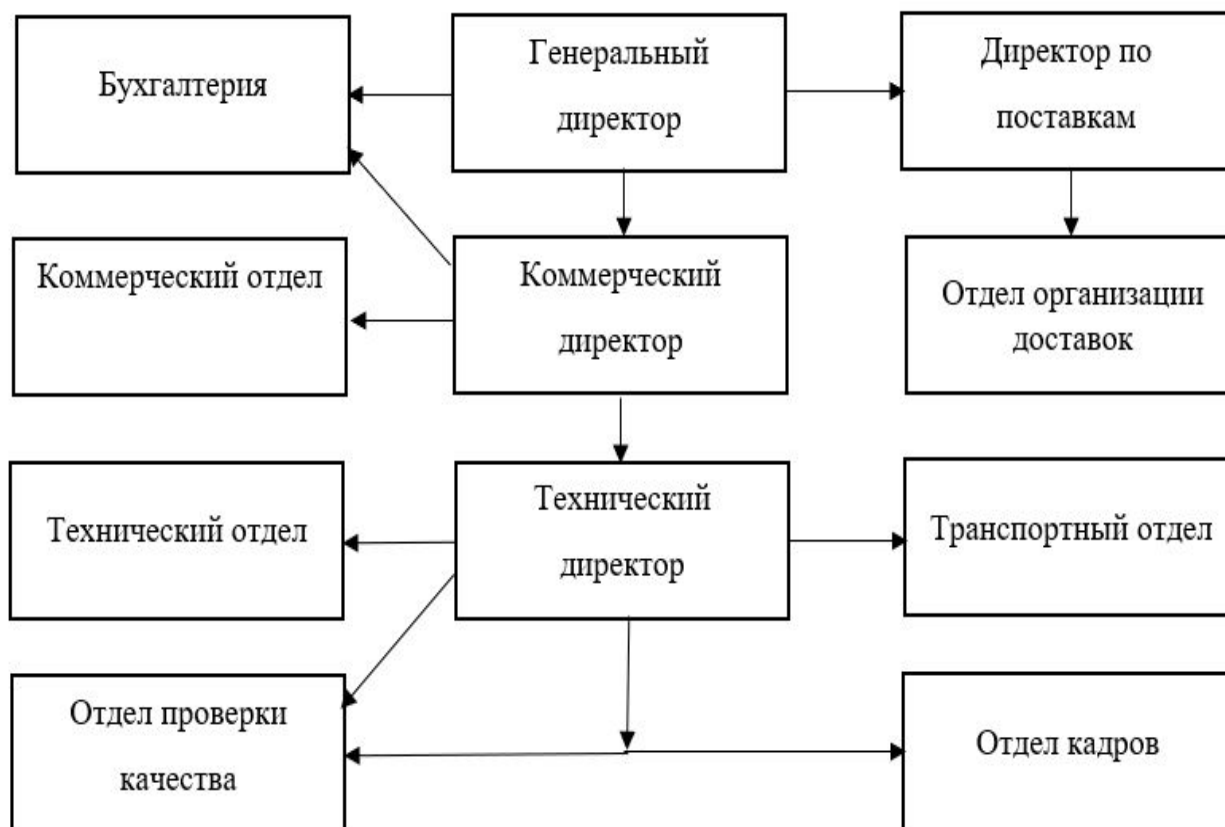 Бухгалтерия
Генеральный
директор
Директор по
поставкам
Коммерческий отдел
Коммерческий
директор
Отдел организации
доставок
Технический отдел
Технический
директор
Транспортный отдел
Отдел проверки
качества
Отдел кадров